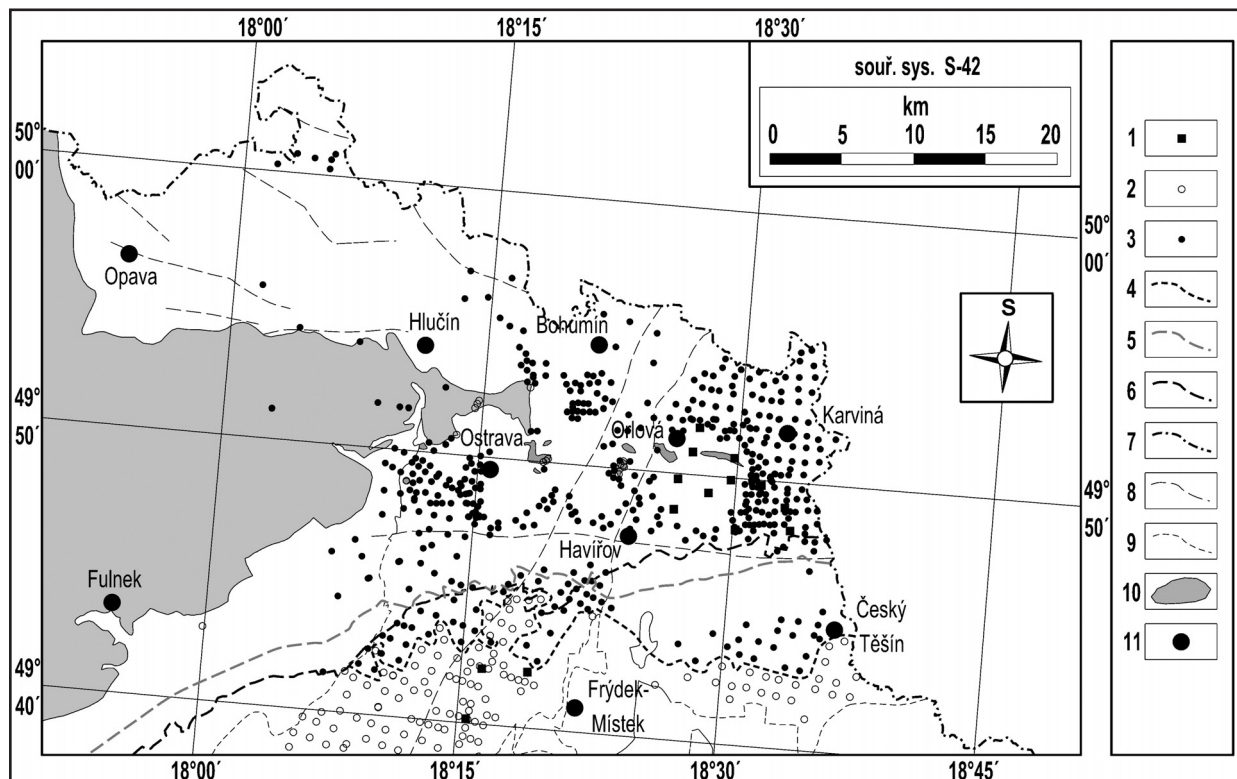 18°00´
18°15´
18°30´
souř. sys. S-42
km
0 5 10 15 20
50°
00´
50°
00´
Opava
S
Hlučín
Bohumín
49°
50´
Karviná
Orlová
Ostrava
49°
50´
Havířov
Fulnek
Český
Těšín
49°
40´
Frýdek-
Místek
18°00´
18°15´
18°30´
18°45´
1
2
3
4
5
6
7
8
9
10
11